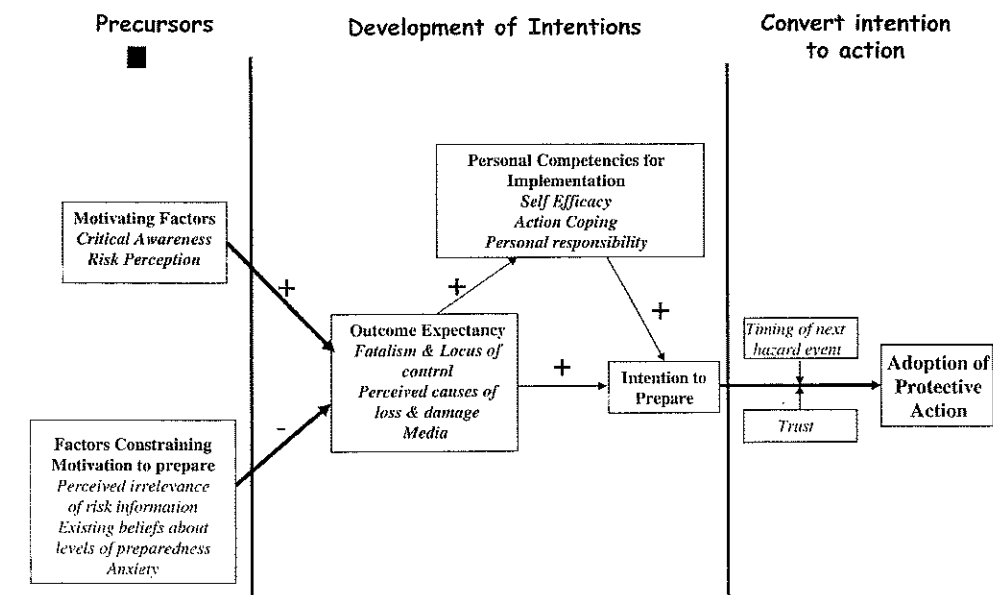 Precursors
Development of Intentions
Convert intention
to action
Motivating Factors
Critical Awareness
Risk Perception
+
Factors Constraining
Motivation to prepare
Perceived irrelevance
of risk information
Existing beliefs about
levels of preparedness
Anxiety
-
Outcome Expectancy
Fatalism & Locus of
control
Perceived causes of
loss & damage
Media
+
Personal Competencies for
Implementation
Self Efficacy
Action Coping
Personal responsibility
+
+
Intention to
Prepare
Timing of next
hazard event
Trust
Adoption of
Protective
Action